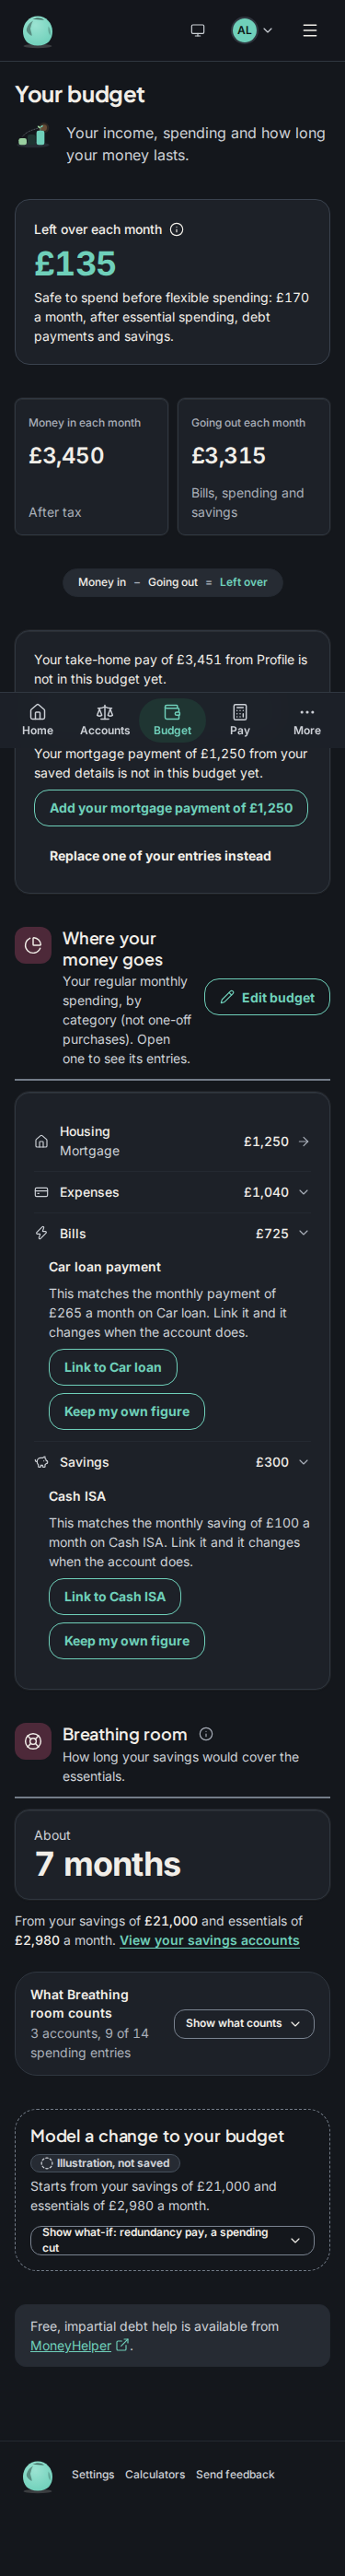 AL
Your budget
Your income, spending and how long
your money lasts.
Left over each month
£135
Safe to spend before flexible spending: £170
a month, after essential spending, debt
payments and savings.
Money in each month
£3,450
After tax
Going out each month
£3,315
Bills, spending and
savings
Money in − Going out = Left over
Your take-home pay of £3,451 from Profile is
not in this budget yet.
Home
Accounts
Budget
Pay
More
Your mortgage payment of £1,250 from your
saved details is not in this budget yet.
Add your mortgage payment of £1,250
Replace one of your entries instead
Where your
money goes
Your regular monthly
spending, by
category (not one-off
purchases). Open
one to see its entries.
Edit budget
Housing
Mortgage
£1,250
Expenses
£1,040
Bills
£725
Car loan payment
This matches the monthly payment of
£265 a month on Car loan. Link it and it
changes when the account does.
Link to Car loan
Keep my own figure
Savings
£300
Cash ISA
This matches the monthly saving of £100 a
month on Cash ISA. Link it and it changes
when the account does.
Link to Cash ISA
Keep my own figure
Breathing room
How long your savings would cover the
essentials.
About
7 months
From your savings of £21,000 and essentials of
£2,980 a month. View your savings accounts
What Breathing
room counts
3 accounts, 9 of 14
spending entries
Show what counts
Model a change to your budget
Illustration, not saved
Starts from your savings of £21,000 and
essentials of £2,980 a month.
Show what-if: redundancy pay, a spending
cut
Free, impartial debt help is available from
MoneyHelper.
Settings
Calculators
Send feedback